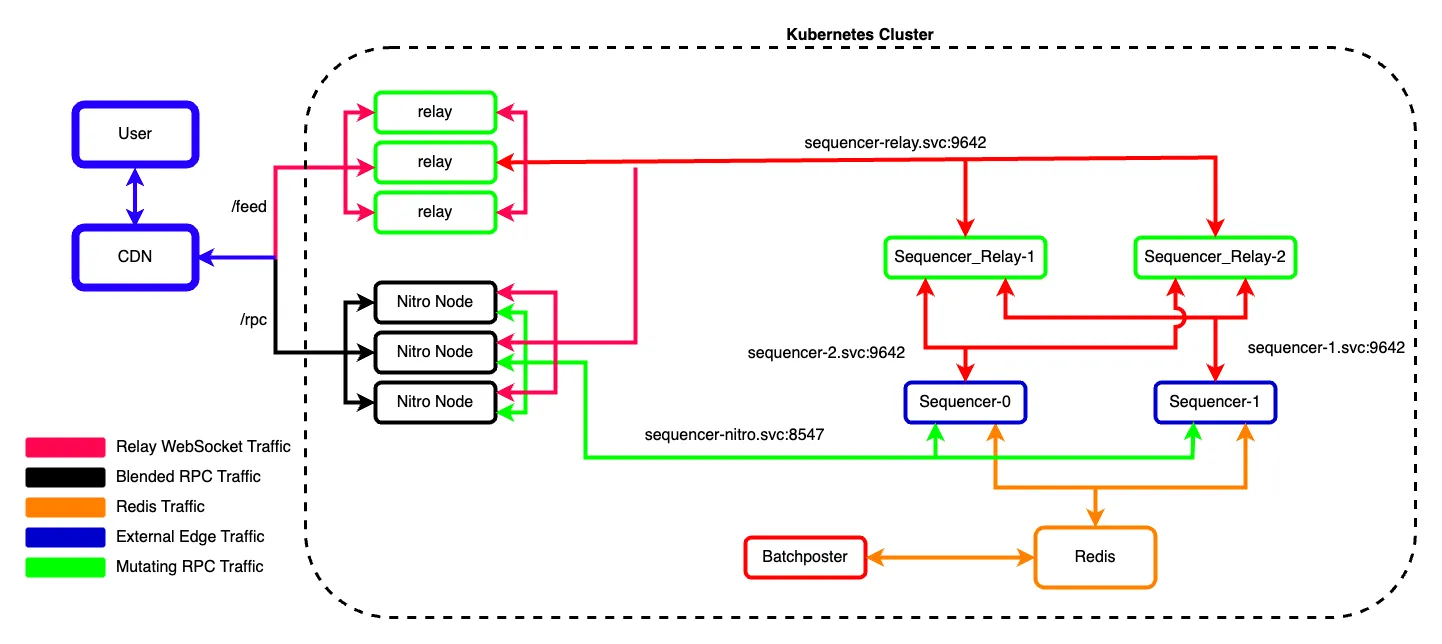 Kubernetes Cluster
User
CDN
/feed
/rpc
relay
relay
relay
sequencer-relay.svc:9642
Sequencer_Relay-1
Sequencer_Relay-2
Nitro Node
Nitro Node
Nitro Node
sequencer-2.svc:9642
sequencer-1.svc:9642
Sequencer-0
Sequencer-1
sequencer-nitro.svc:8547
Batchposter
Redis
Relay WebSocket Traffic
Blended RPC Traffic
Redis Traffic
External Edge Traffic
Mutating RPC Traffic